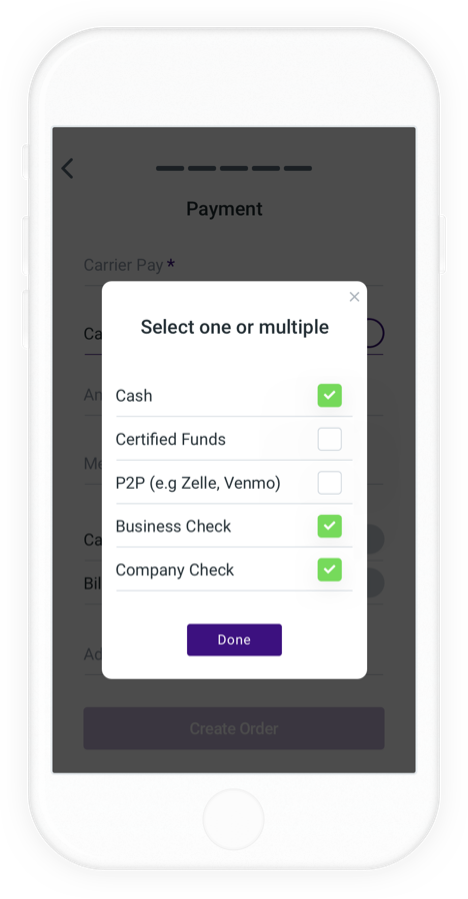 Payment
Carrier Pay *
Select one or multiple
Ca
Cash
An
Certified Funds
Me
P2P (e.g Zelle, Venmo)
Business Check
Ca
Company Check
Bil
Done
Ad
Create Order